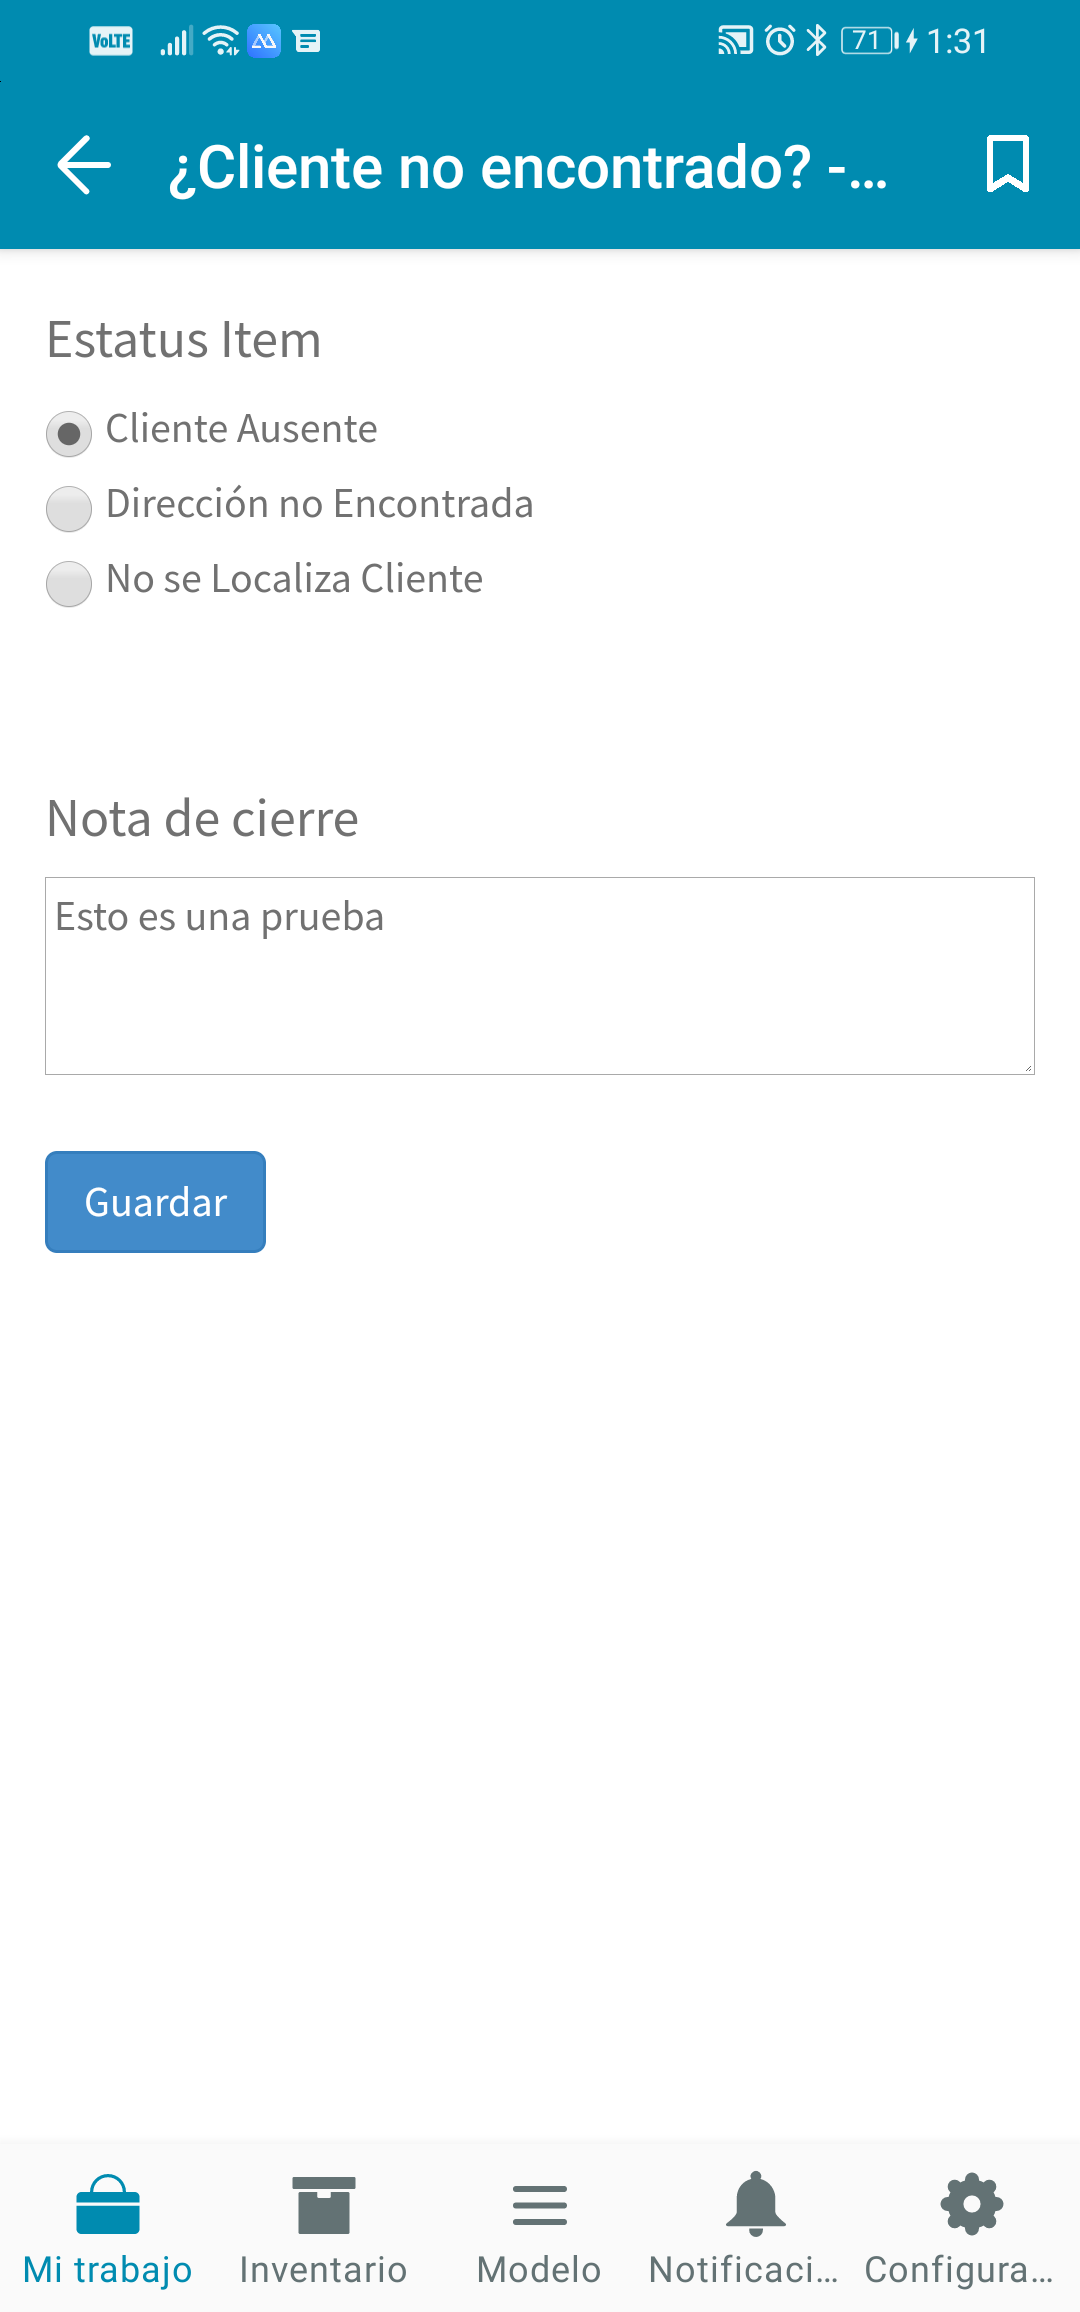 VoLTE 71 1:31
¿Cliente no encontrado? -...
Estatus Item
Cliente Ausente
Dirección no Encontrada
No se Localiza Cliente
Nota de cierre
Esto es una prueba
Guardar
Mi trabajo Inventario Modelo Notificaci... Configura...